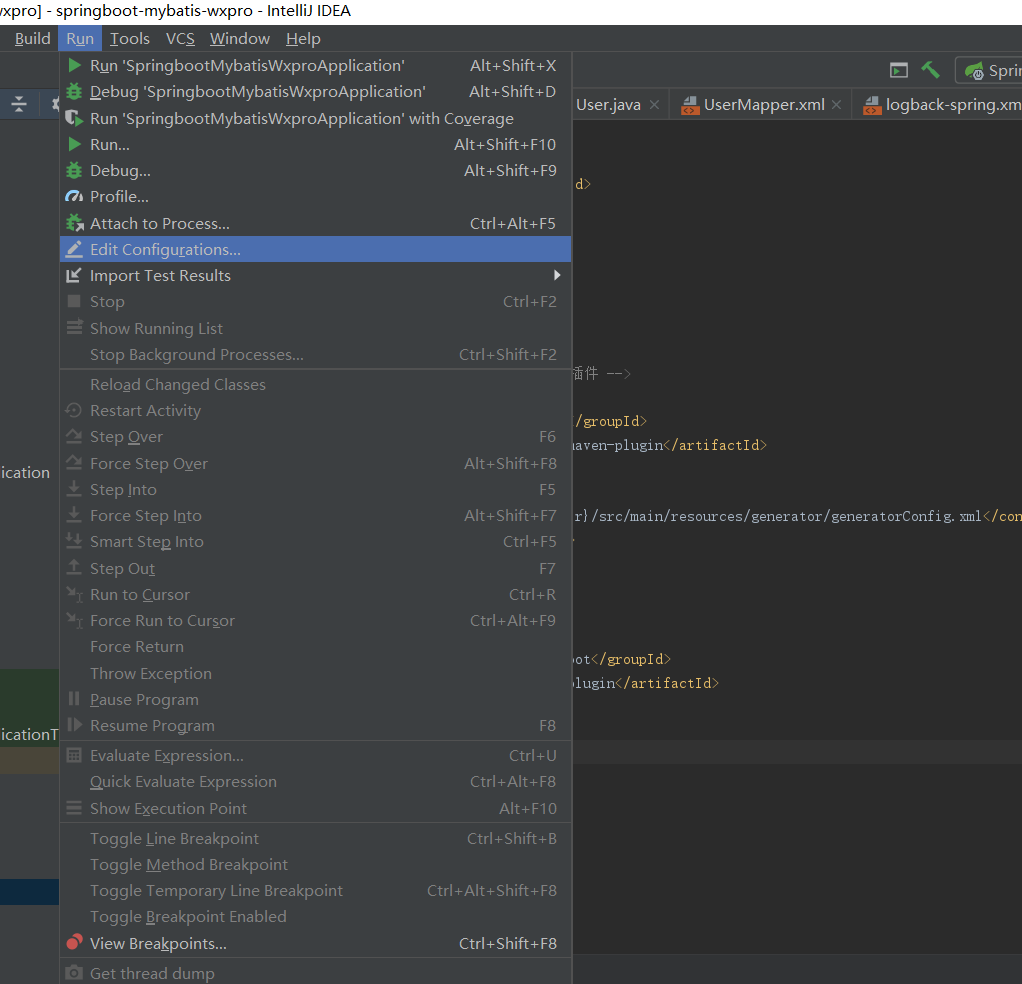 wxpro] - springboot-mybatis-wxpro - IntelliJ IDEA
Build Run Tools VCS Window Help
Run 'SpringbootMybatisWxproApplication' Alt+Shift+X
Debug 'SpringbootMybatisWxproApplication' Alt+Shift+D
Run 'SpringbootMybatisWxproApplication' with Coverage
Run... Alt+Shift+F10
Debug... Alt+Shift+F9
Profile...
Attach to Process... Ctrl+Alt+F5
Edit Configurations...
Import Test Results
Stop Ctrl+F2
Show Running List
Stop Background Processes... Ctrl+Shift+F2
Reload Changed Classes
Restart Activity
Step Over F6
Force Step Over Alt+Shift+F8
Step Into F5
Force Step Into Alt+Shift+F7
Smart Step Into Ctrl+F5
Step Out F7
Run to Cursor Ctrl+R
Force Run to Cursor Ctrl+Alt+F9
Force Return
Throw Exception
Pause Program
Resume Program F8
Evaluate Expression... Ctrl+U
Quick Evaluate Expression Ctrl+Alt+F8
Show Execution Point Alt+F10
Toggle Line Breakpoint Ctrl+Shift+B
Toggle Method Breakpoint
Toggle Temporary Line Breakpoint Ctrl+Alt+Shift+F8
Toggle Breakpoint Enabled
View Breakpoints... Ctrl+Shift+F8
Get thread dump
ication
icationT
Sprin
User.java UserMapper.xml logback-spring.xm
d>
插件 -->
/groupId>
maven-plugin</artifactId>
r}/src/main/resources/generator/generatorConfig.xml</con
>
ot</groupId>
plugin</artifactId>